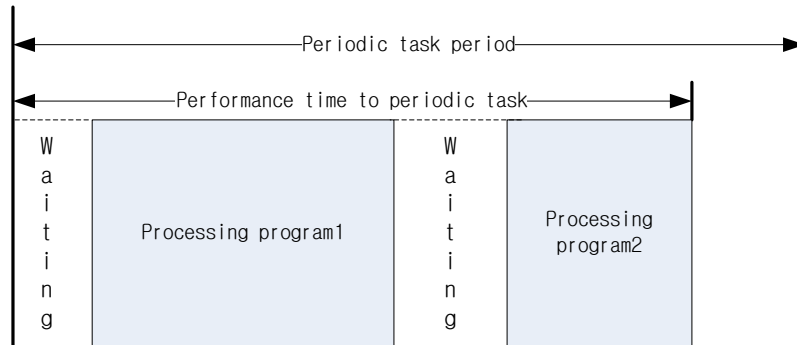 Periodic task period
Performance time to periodic task
Waiting
Processing program1
Waiting
Processing
program2